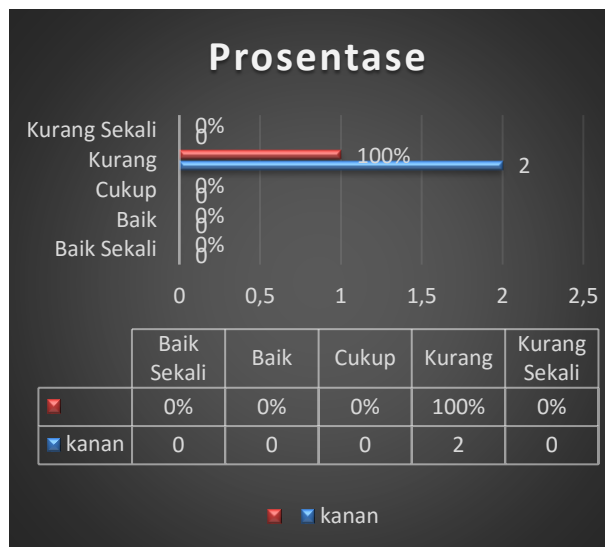 Prosentase
Kurang Sekali 0% 0
Kurang 100% 2
Cukup 0% 0
Baik 0% 0
Baik Sekali 0% 0
0 0,5 1 1,5 2 2,5
Baik Sekali Baik Cukup Kurang Kurang Sekali
0% 0% 0% 100% 0%
kanan 0 0 0 2 0
kanan